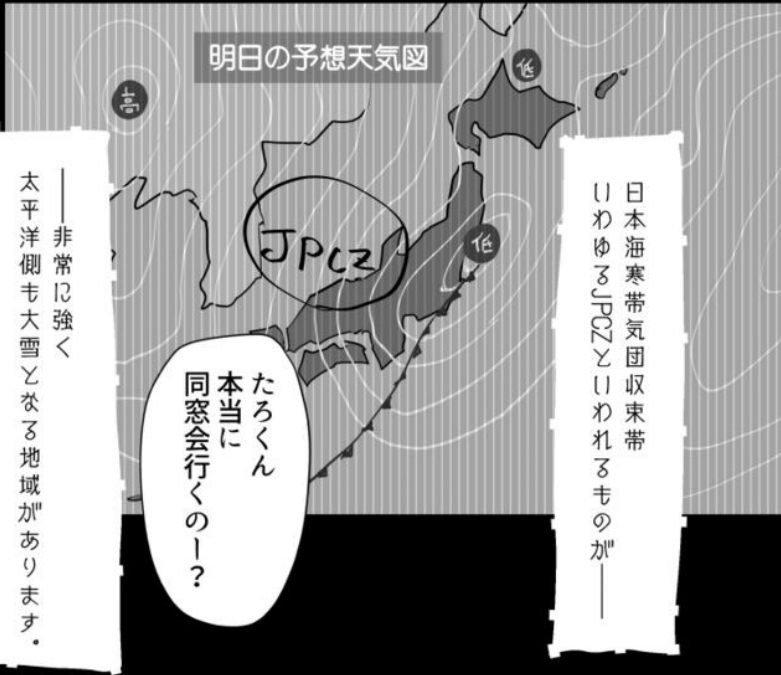 明日の予想天気図
低
高
JPCZ
低
日本海寒帯気団収束帯
いわゆるJPCZといわれるものが――
たろくん
本当に
同窓会行くのー？
――非常に強く
太平洋側も大雪となる地域があります。